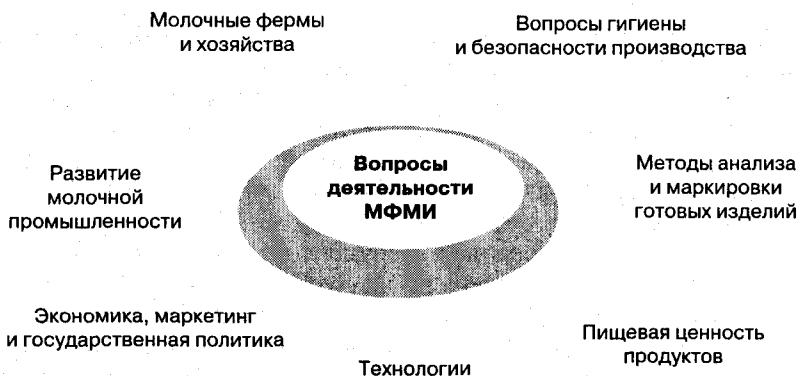 Молочные фермы
и хозяйства
Вопросы гигиены
и безопасности производства
Развитие
молочной
промышленности
Вопросы
деятельности
МФМИ
Методы анализа
и маркировки
готовых изделий
Экономика, маркетинг
и государственная политика
Технологии
Пищевая ценность
продуктов